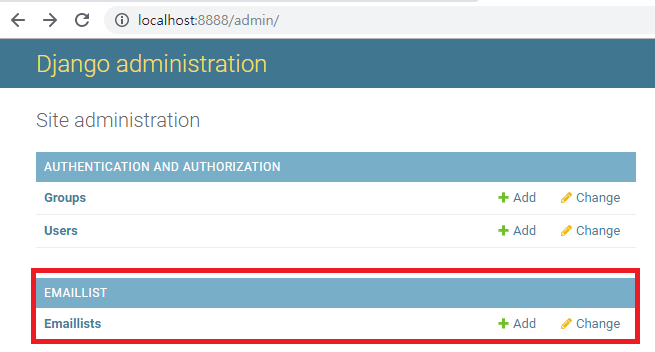 localhost:8888/admin/
Django administration
Site administration
AUTHENTICATION AND AUTHORIZATION
Groups Add Change
Users Add Change
EMAILLIST
Emaillists Add Change